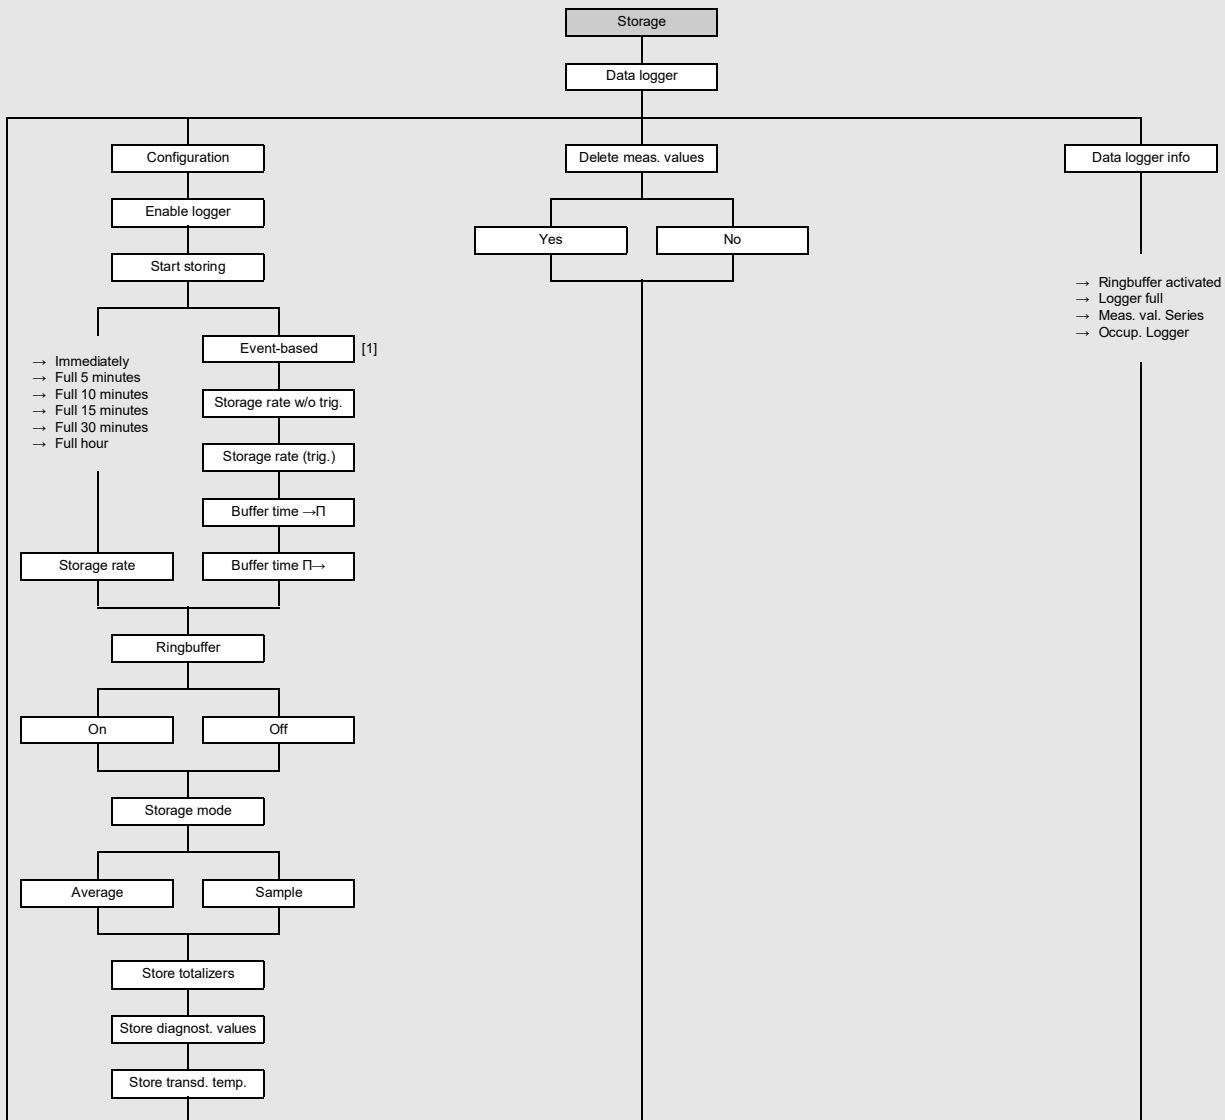 Storage
Data logger
Configuration
Delete meas. values
Data logger info
Enable logger
Yes
No
Start storing
→ Ringbuffer activated
→ Logger full
→ Meas. val. Series
→ Occup. Logger
Event-based [1]
→ Immediately
→ Full 5 minutes
→ Full 10 minutes
→ Full 15 minutes
→ Full 30 minutes
→ Full hour
Storage rate w/o trig.
Storage rate (trig.)
Buffer time →Π
Storage rate
Buffer time Π→
Ringbuffer
On
Off
Storage mode
Average
Sample
Store totalizers
Store diagnost. values
Store transd. temp.